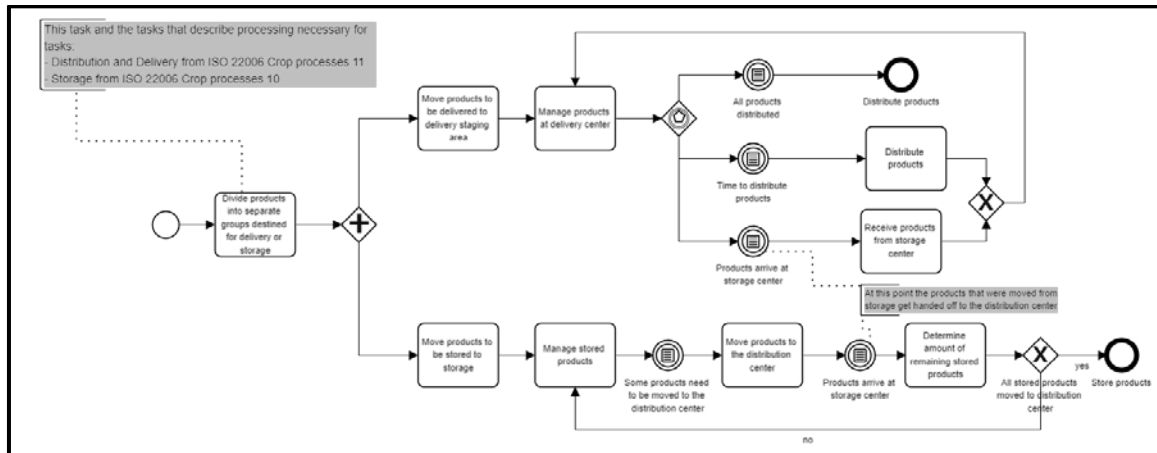 This task and the tasks that describe processing necessary for
tasks:
- Distribution and Delivery from ISO 22006 Crop processes 11
- Storage from ISO 22006 Crop processes 10
Move products to
be delivered to
delivery staging
area
Manage products
at delivery center
All products
distributed
Distribute products
Time to distribute
products
Distribute
products
X
Products arrive at
storage center
Receive products
from storage
center
Divide products
into separate
groups destined
for delivery or
storage
At this point the products that were moved from
storage get handed off to the distribution center
Move products to
be stored to
storage
Manage stored
products
Some products need
to be moved to the
distribution center
Move products to
the distribution
center
Products arrive at
storage center
Determine
amount of
remaining stored
products
X
All stored products
moved to distribution
center
yes
Store products
no